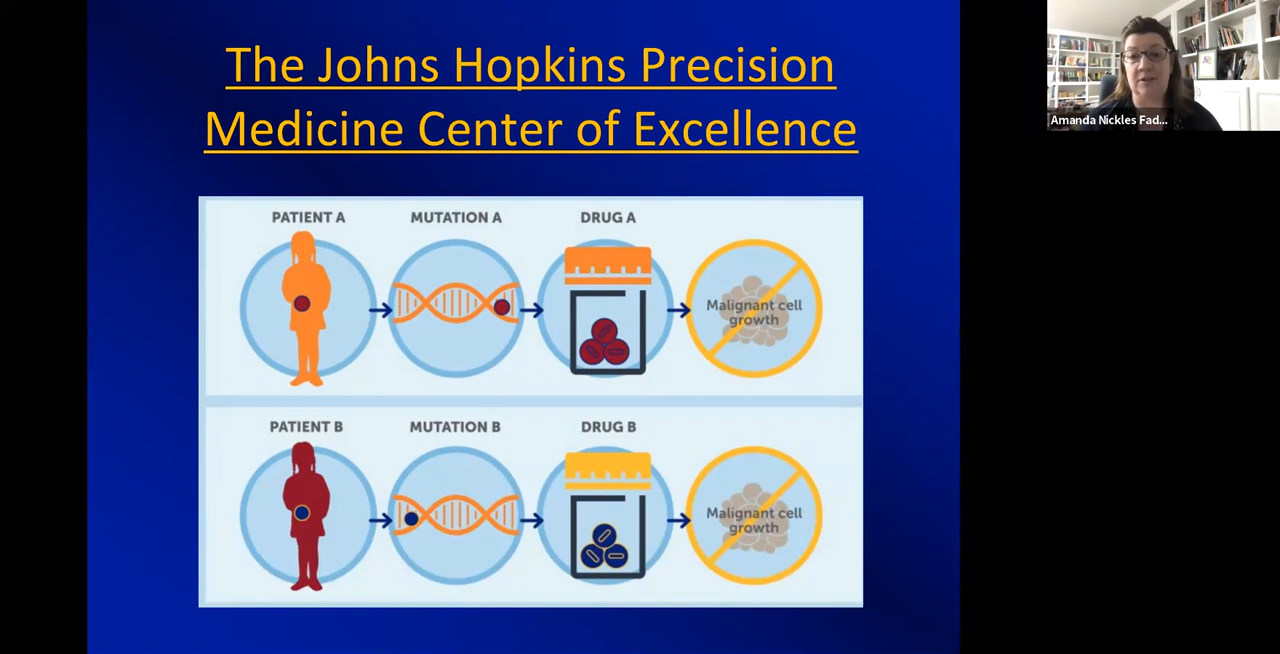 The Johns Hopkins Precision
Medicine Center of Excellence
Amanda Nickles Fad...
PATIENT A
MUTATION A
DRUG A
Malignant cell
growth
PATIENT B
MUTATION B
DRUG B
Malignant cell
growth